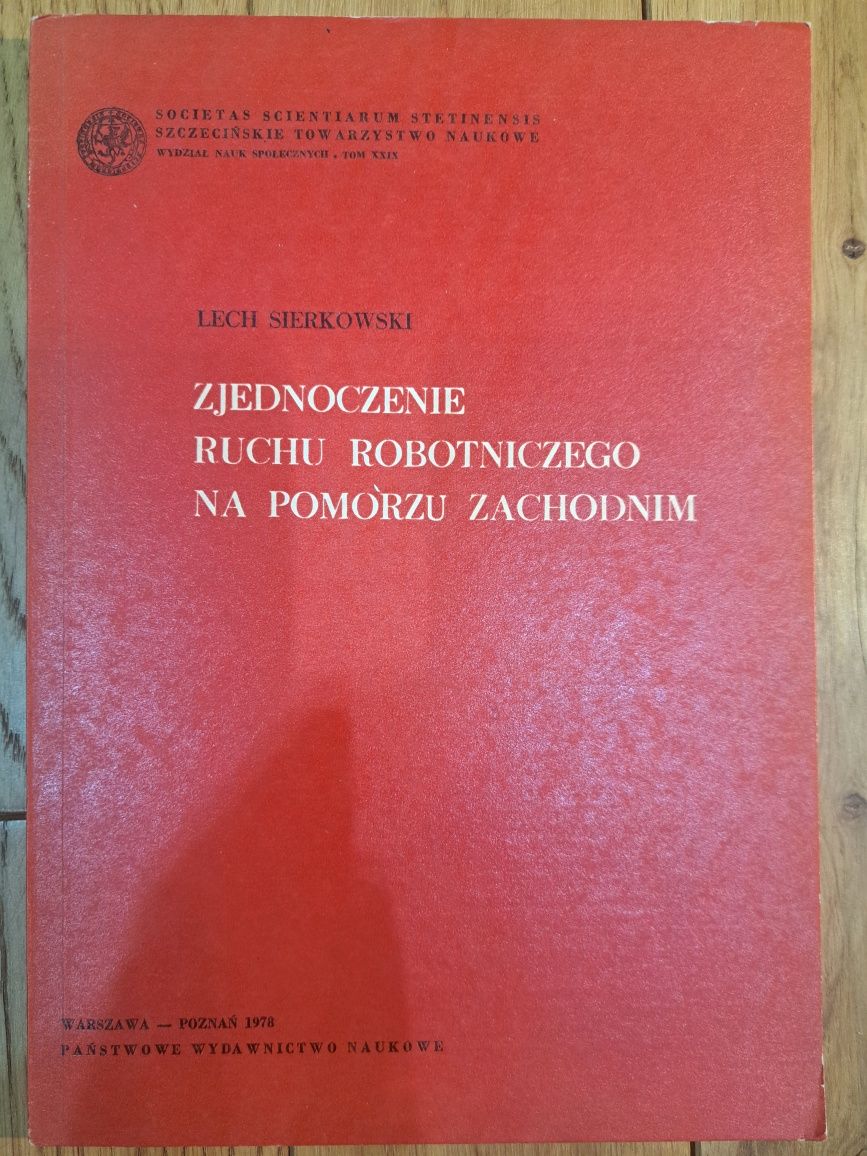 SOCIETAS SCIENTIARUM STETINENSIS
SZCZECIŃSKIE TOWARZYSTWO NAUKOWE
WYDZIAŁ NAUK SPOŁECZNYCH • TOM XXIX
LECH SIERKOWSKI
ZJEDNOCZENIE
RUCHU ROBOTNICZEGO
NA POMORZU ZACHODNIM
WARSZAWA — POZNAŃ 1978
PAŃSTWOWE WYDAWNICTWO NAUKOWE